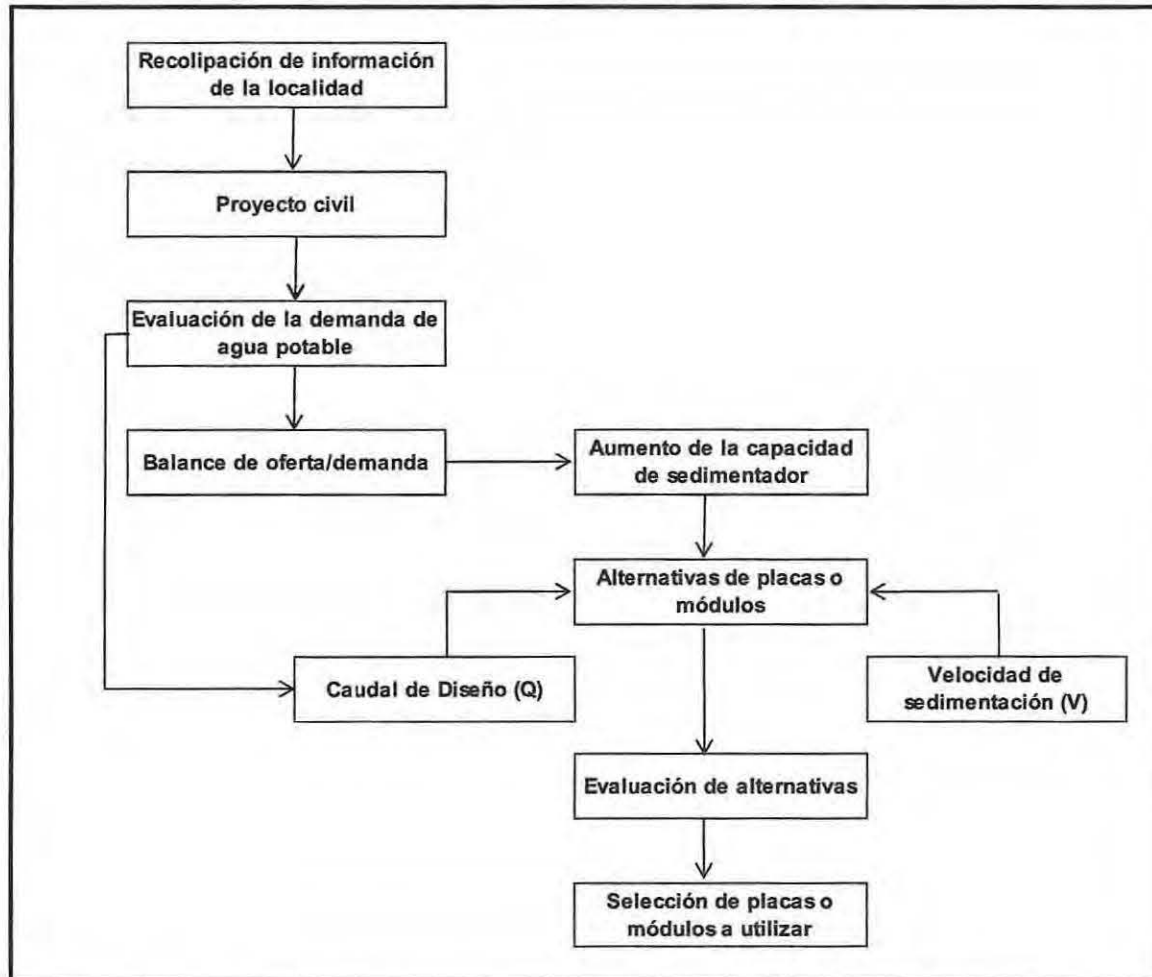 Recolipación de información
de la localidad
Proyecto civil
Evaluación de la demanda de
agua potable
Balance de oferta/demanda
Aumento de la capacidad
de sedimentador
Alternativas de placas o
módulos
Caudal de Diseño (Q)
Velocidad de
sedimentación (V)
Evaluación de alternativas
Selección de placas o
módulos a utilizar